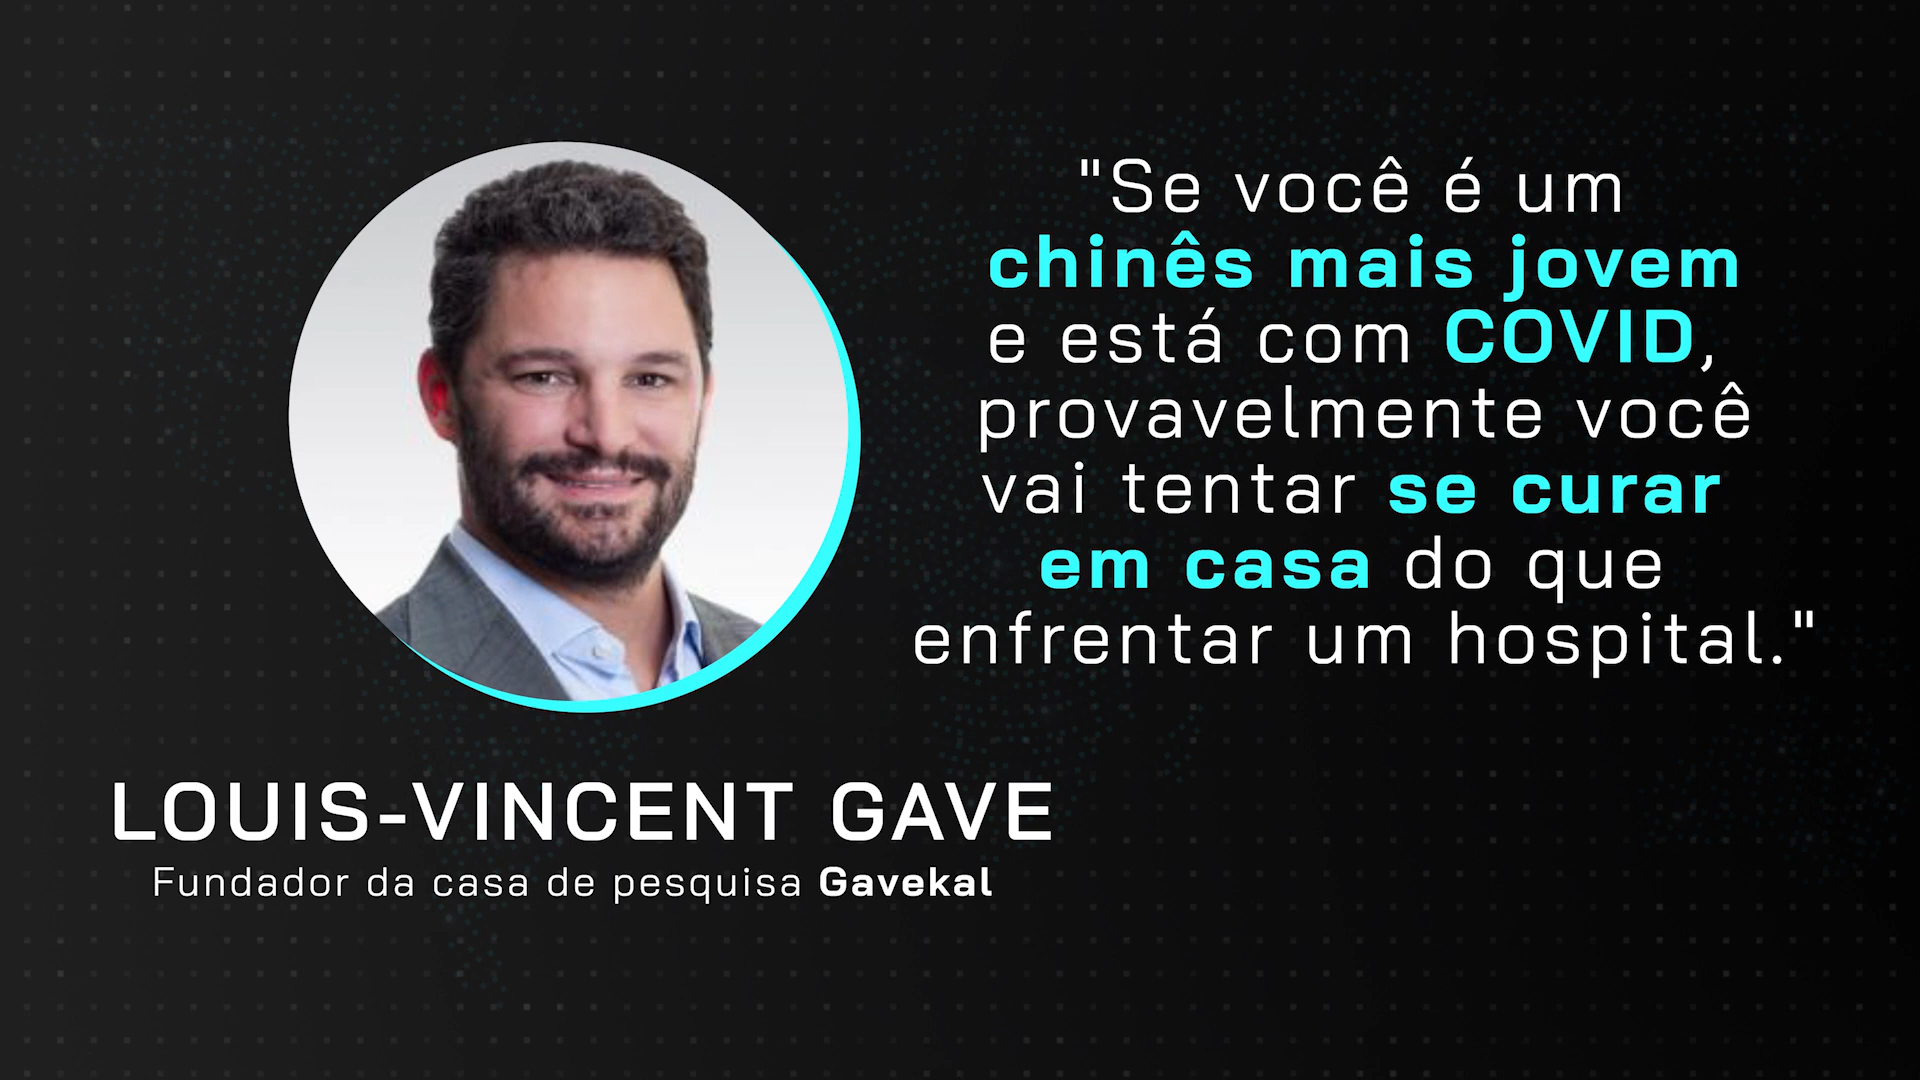 "Se você é um
chinês mais jovem
e está com COVID,
provavelmente você
vai tentar se curar
em casa do que
enfrentar um hospital."
LOUIS-VINCENT GAVE
Fundador da casa de pesquisa Gavekal